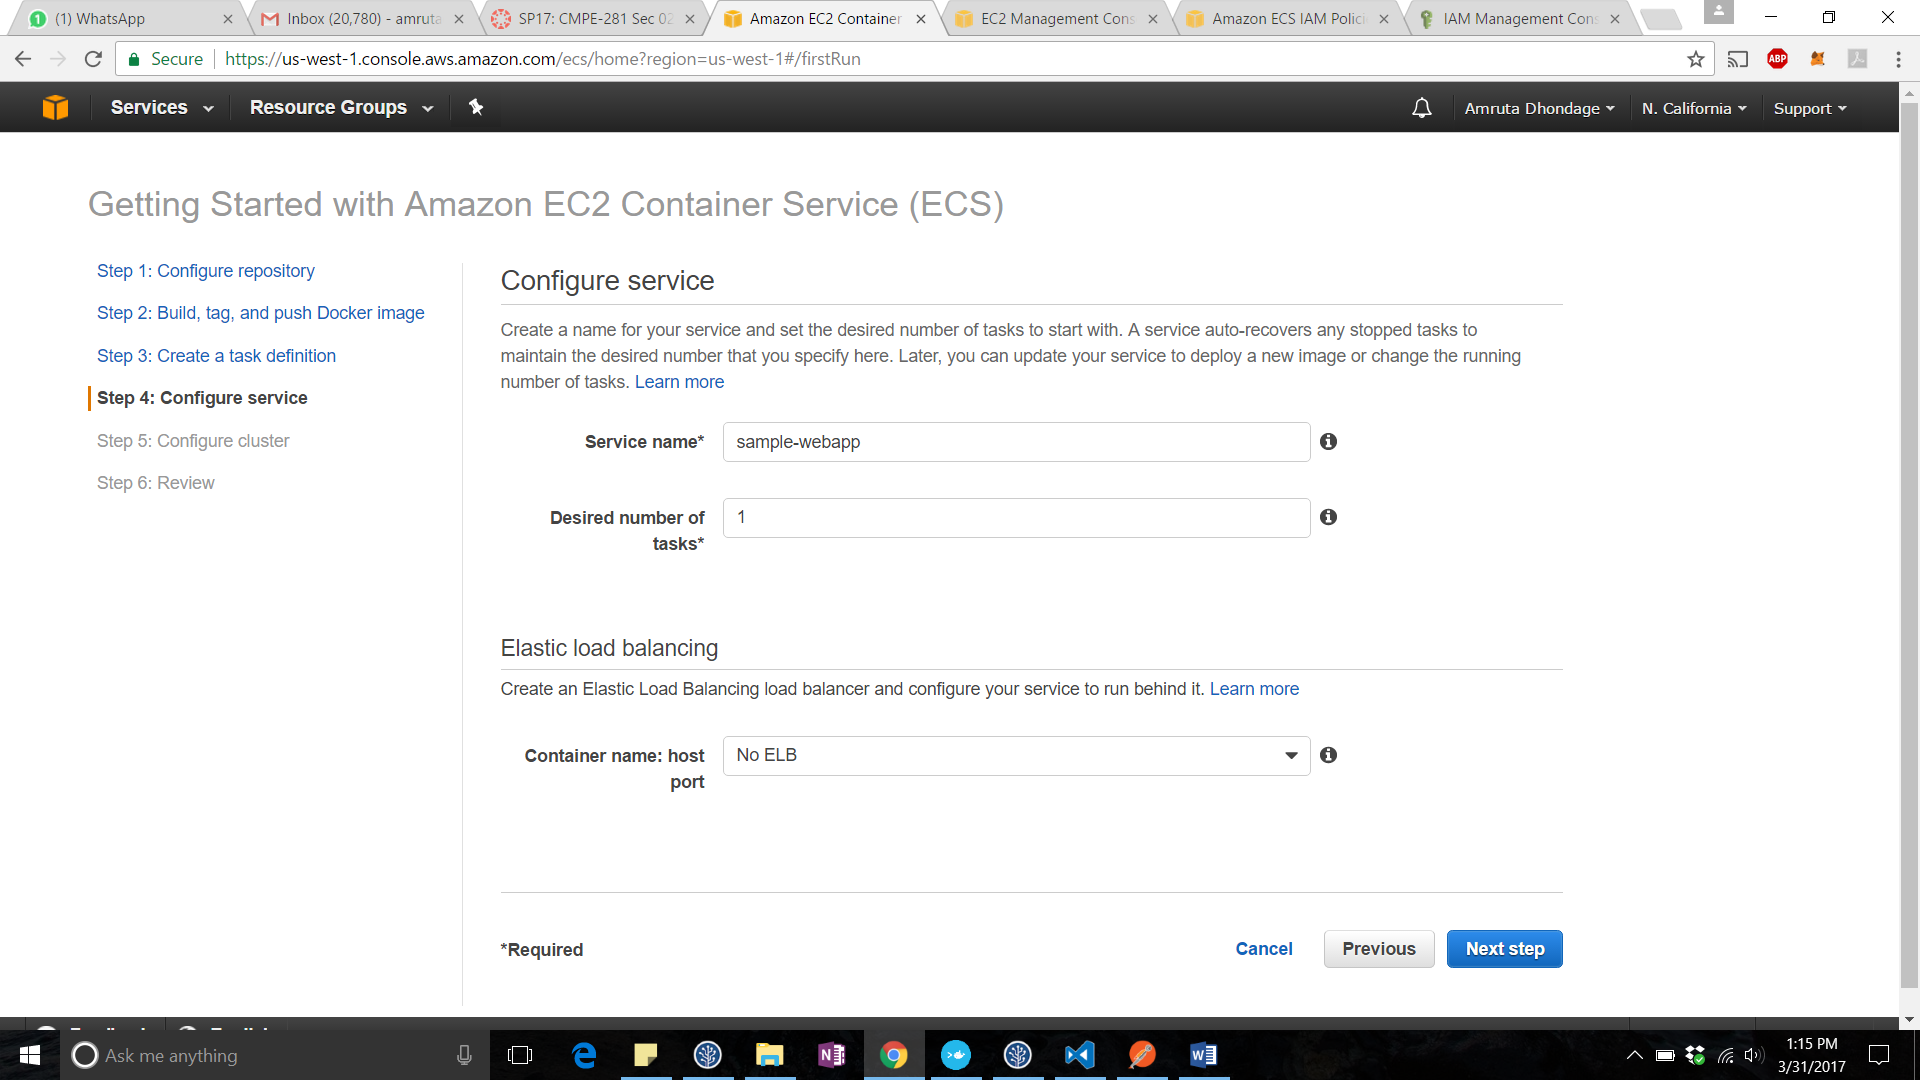 (1) WhatsApp
Inbox (20,780) - amruta
SP17: CMPE-281 Sec 02
Amazon EC2 Container
EC2 Management Cons
Amazon ECS IAM Polici
IAM Management Cons
Secure
https://us-west-1.console.aws.amazon.com/ecs/home?region=us-west-1#/firstRun
ABP
Services
Resource Groups
Amruta Dhondage
N. California
Support
Getting Started with Amazon EC2 Container Service (ECS)
Step 1: Configure repository
Step 2: Build, tag, and push Docker image
Step 3: Create a task definition
Step 4: Configure service
Step 5: Configure cluster
Step 6: Review
Configure service
Create a name for your service and set the desired number of tasks to start with. A service auto-recovers any stopped tasks to
maintain the desired number that you specify here. Later, you can update your service to deploy a new image or change the running
number of tasks. Learn more
Service name*
sample-webapp
Desired number of
tasks*
1
Elastic load balancing
Create an Elastic Load Balancing load balancer and configure your service to run behind it. Learn more
Container name: host
port
No ELB
*Required
Cancel
Previous
Next step
Ask me anything
1:15 PM
3/31/2017